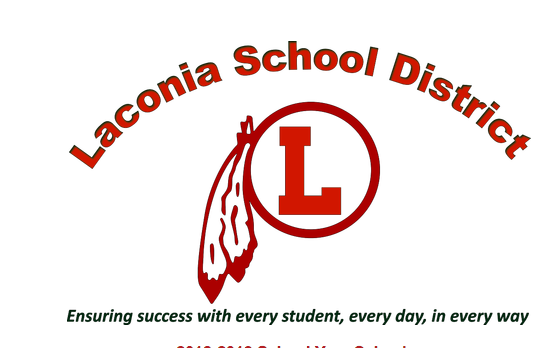 Laconia School District
L
Ensuring success with every student, every day, in every way